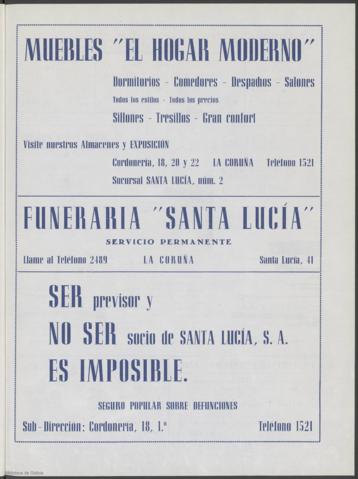 MUEBLES "EL HOGAR MODERNO"
Dormitorios - Comedores - Despachos - Salones
Todos los estilos - Todos los precios
Sillones - Tresillos - Gran confort
Visite nuestros Almacenes y EXPOSICIÓN
Cordonería, 18, 20 y 22 LA CORUÑA Teléfono 1521
Sucursal SANTA LUCÍA, núm. 2
FUNERARIA "SANTA LUCÍA"
SERVICIO PERMANENTE
Llame al Teléfono 2489 LA CORUÑA Santa Lucía, 41
SER previsor y
NO SER socio de SANTA LUCÍA, S. A.
ES IMPOSIBLE.
SEGURO POPULAR SOBRE DEFUNCIONES
Sub-Dirección: Cordonería, 18, 1.º Teléfono 1521
Biblioteca de Galicia